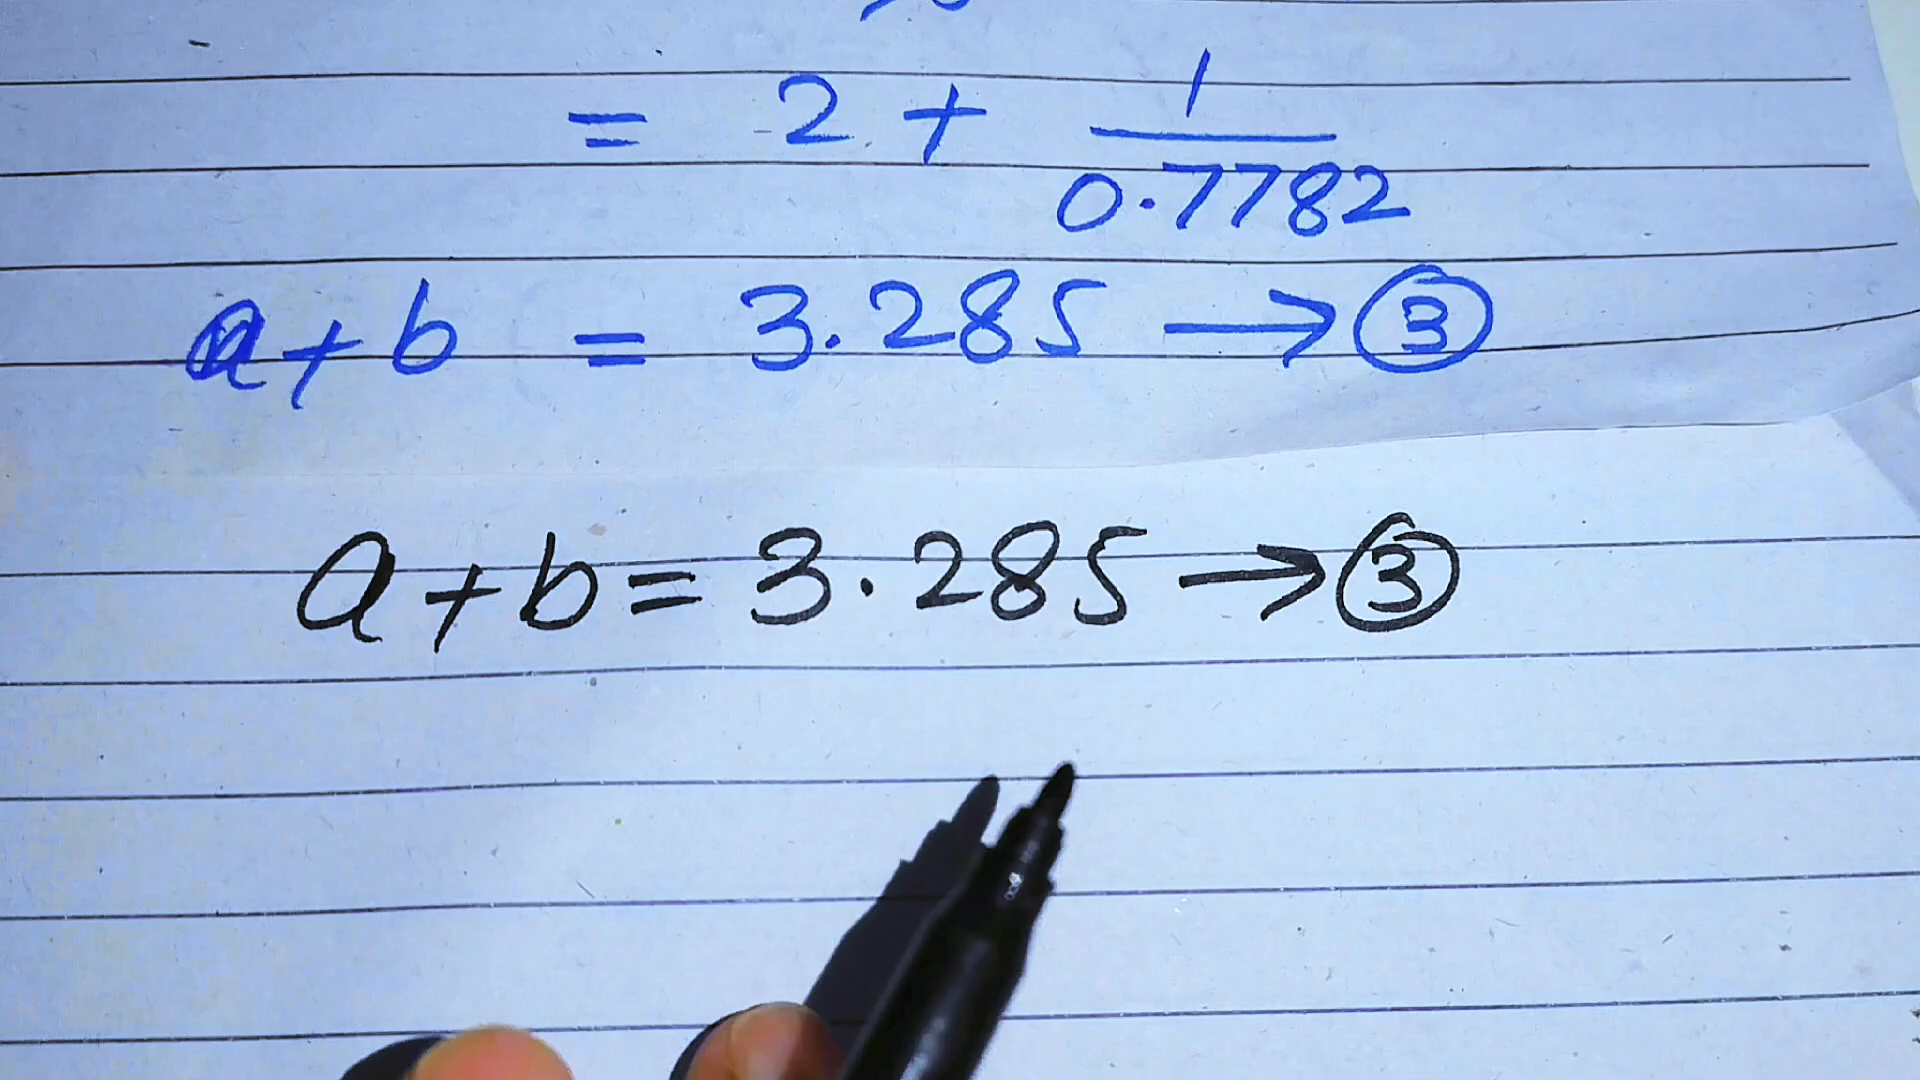 = 2 + 1/0.7782
a+b = 3.285 → ③
a+b = 3.285 → ③